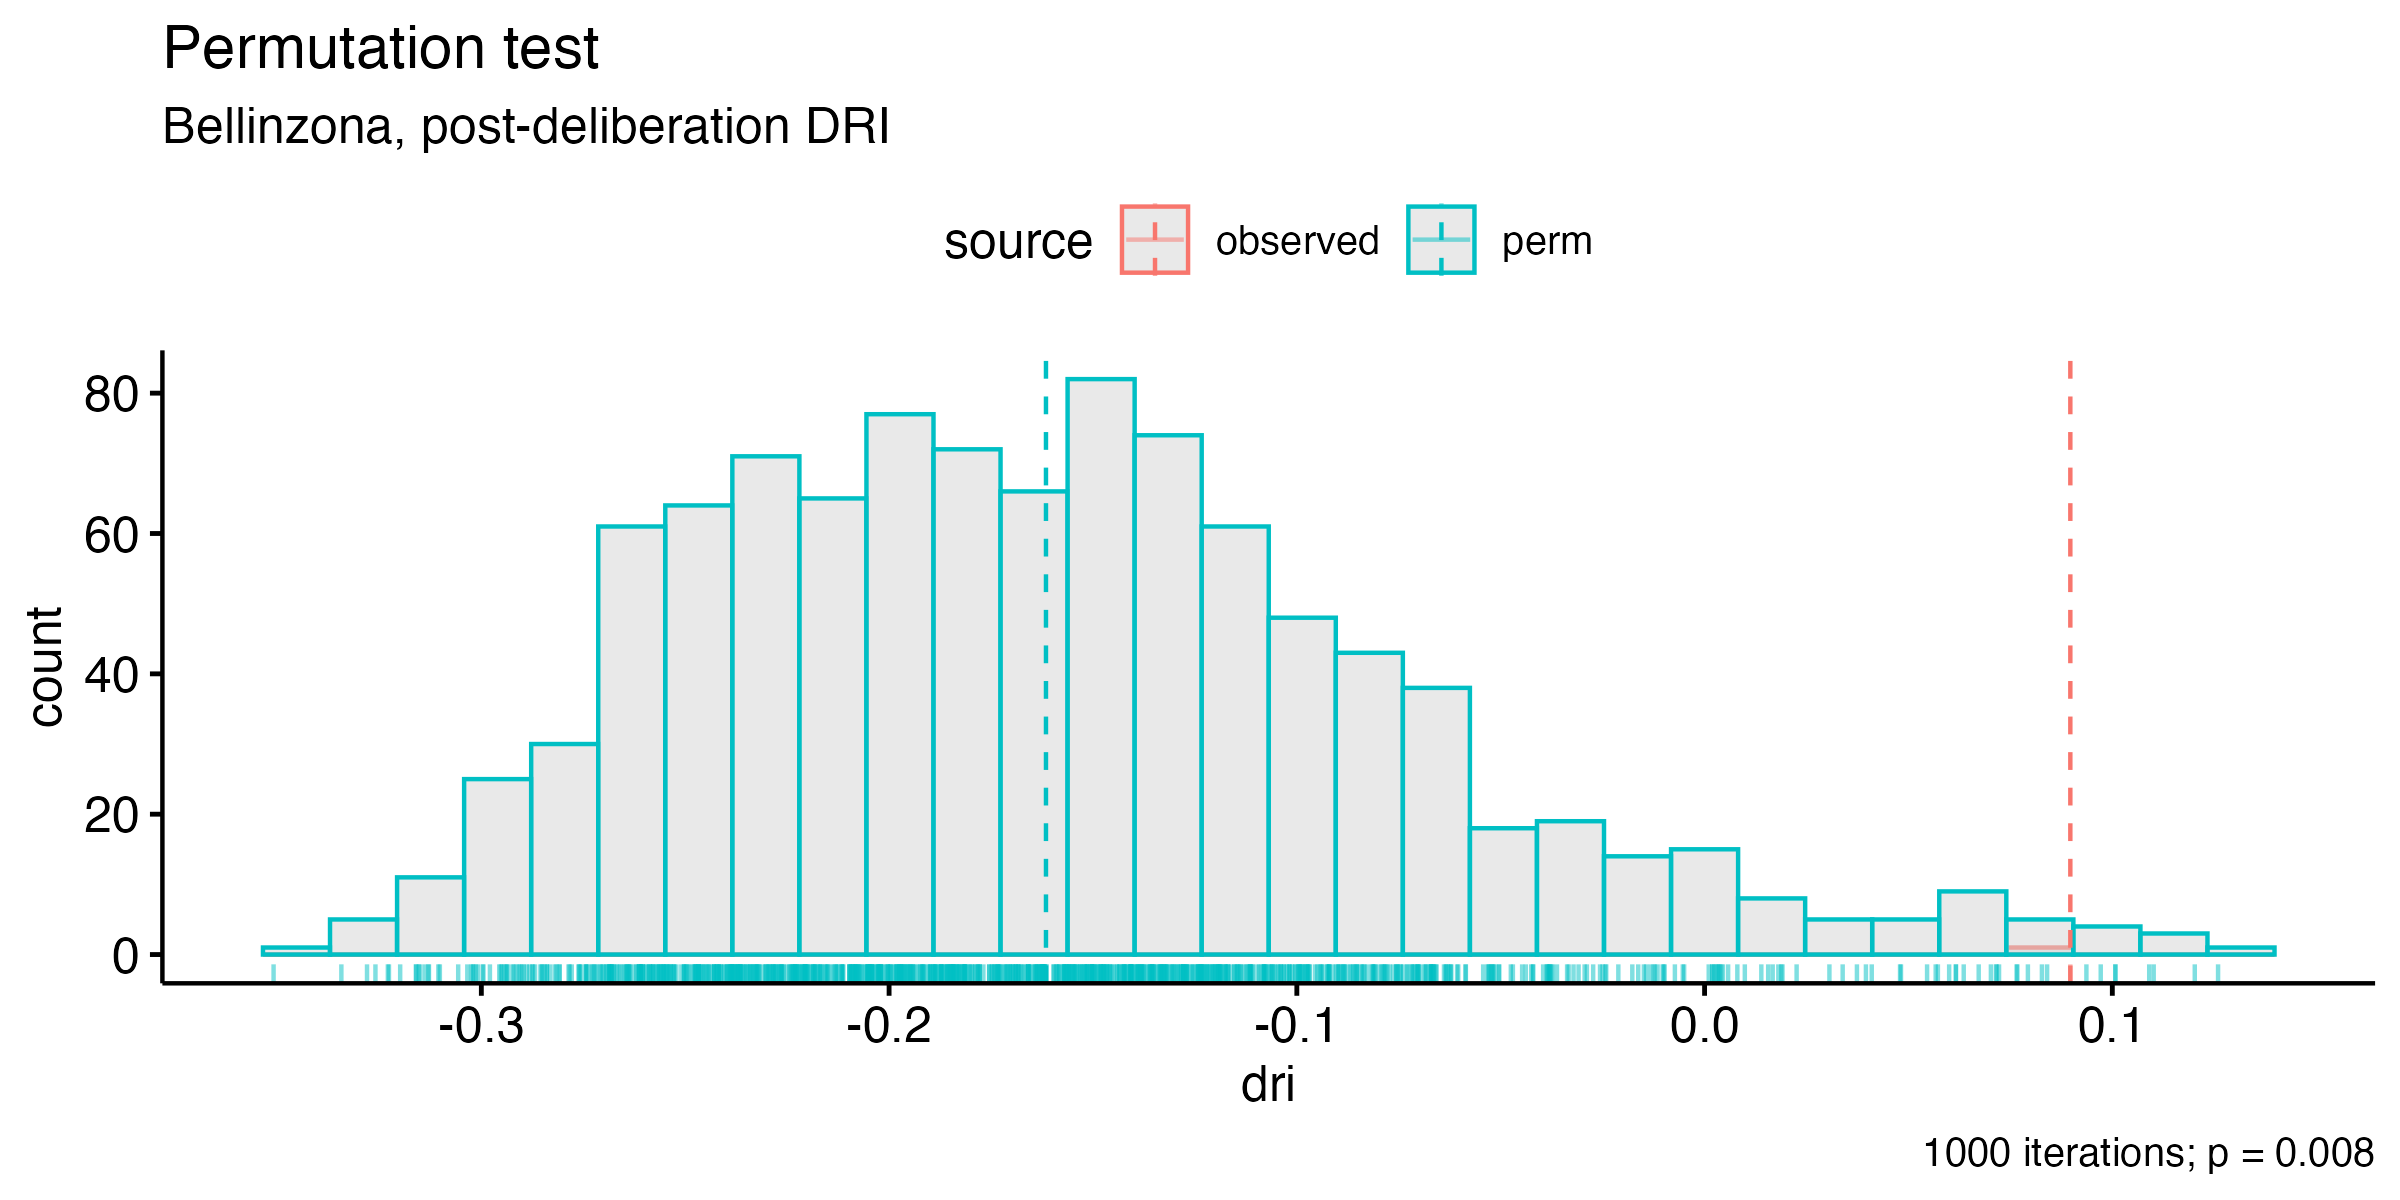 Permutation test
Bellinzona, post-deliberation DRI
source observed perm
80
60
40
20
0
count
-0.3 -0.2 -0.1 0.0 0.1
dri
1000 iterations; p = 0.008